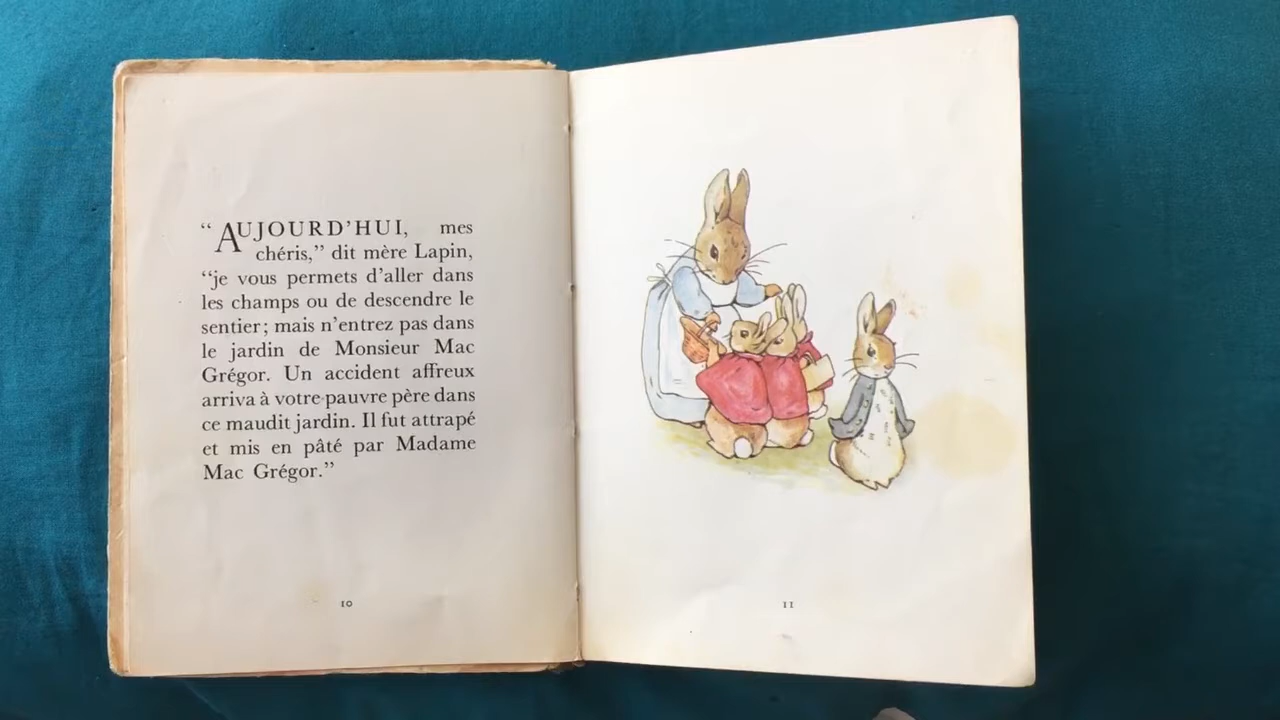 “AUJOURD’HUI, mes
chéris,” dit mère Lapin,
“je vous permets d’aller dans
les champs ou de descendre le
sentier; mais n’entrez pas dans
le jardin de Monsieur Mac
Grégor. Un accident affreux
arriva à votre pauvre père dans
ce maudit jardin. Il fut attrapé
et mis en pâté par Madame
Mac Grégor.”
10
11